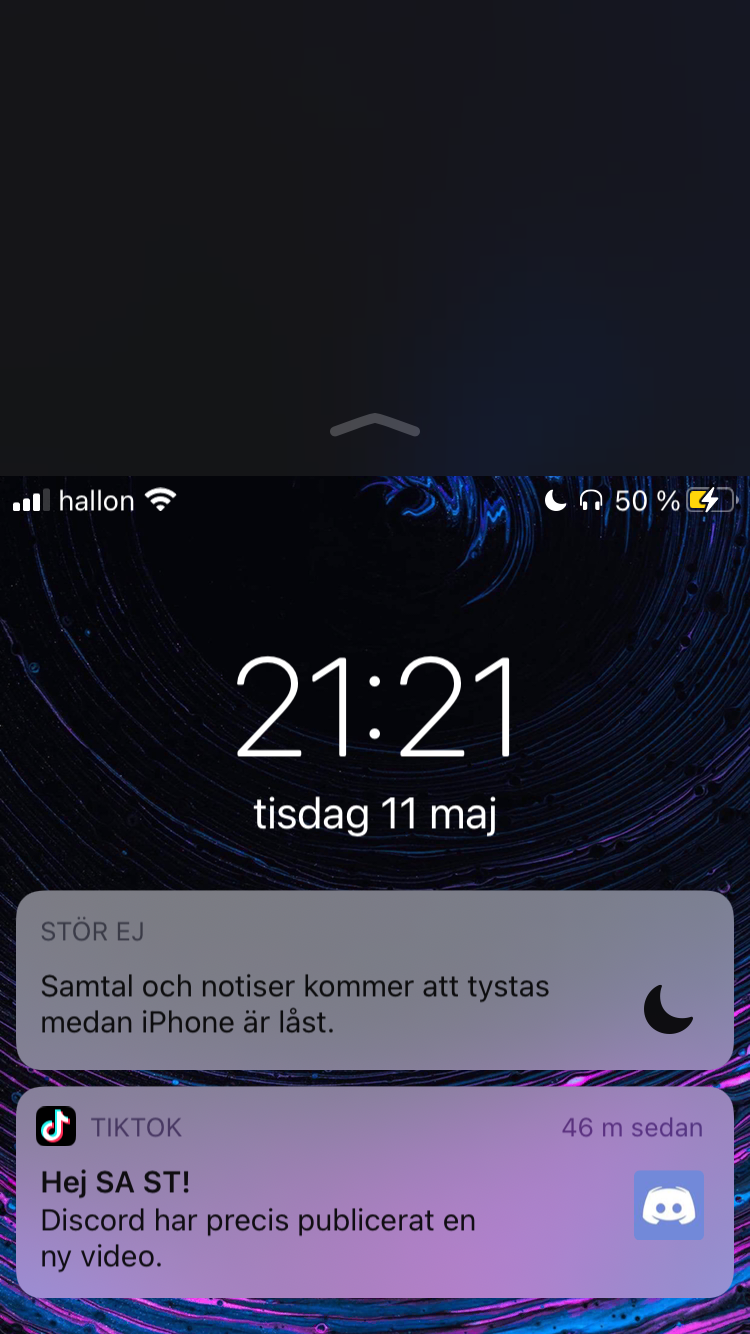 hallon 50 %
21:21
tisdag 11 maj
STÖR EJ
Samtal och notiser kommer att tystas
medan iPhone är låst.
TIKTOK 46 m sedan
Hej SA ST!
Discord har precis publicerat en
ny video.